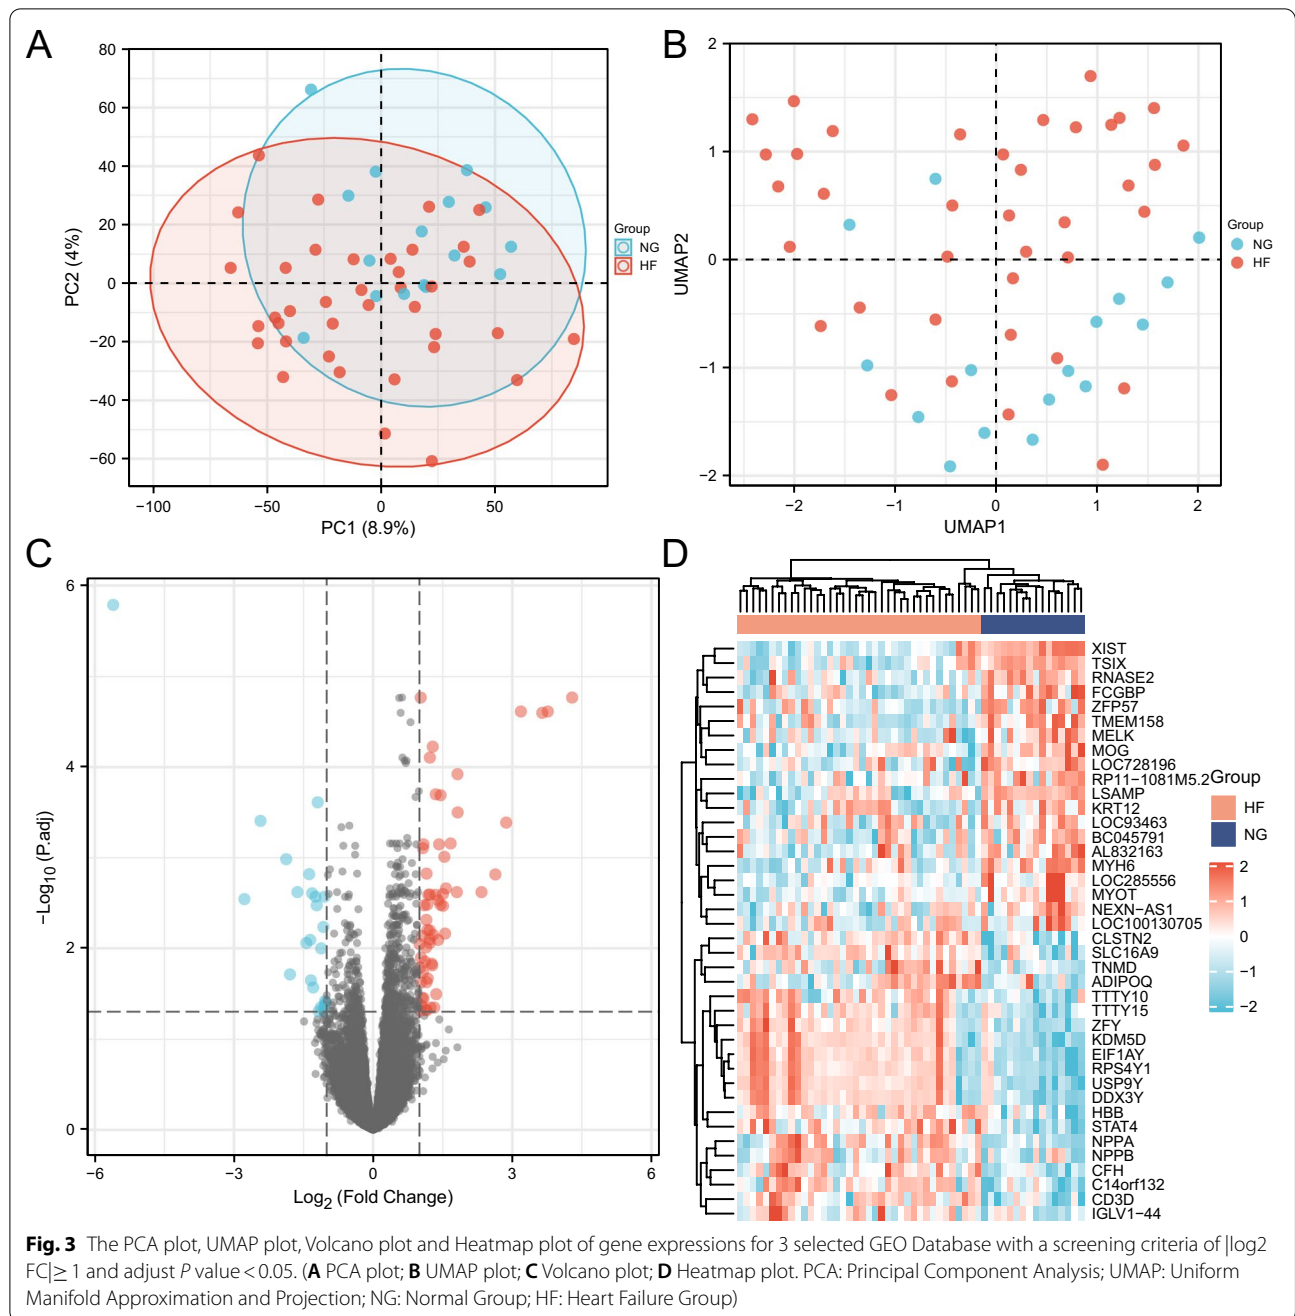 A
80
60
40
20
0
−20
−40
−60
−100
−50
0
50
PC2 (4%)
PC1 (8.9%)
Group
NG
HF
B
2
1
0
−1
−2
−2
−1
0
1
2
UMAP2
UMAP1
Group
NG
HF
C
6
4
2
0
−6
−3
0
3
6
−Log10 (P.adj)
Log2 (Fold Change)
D
XIST
TSIX
RNASE2
FCGBP
ZFP57
TMEM158
MELK
MOG
LOC728196
RP11−1081M5.2
LSAMP
KRT12
LOC93463
BC045791
AL832163
MYH6
LOC285556
MYOT
NEXN−AS1
LOC100130705
CLSTN2
SLC16A9
TNMD
ADIPOQ
TTTY10
TTTY15
ZFY
KDM5D
EIF1AY
RPS4Y1
USP9Y
DDX3Y
HBB
STAT4
NPPA
NPPB
CFH
C14orf132
CD3D
IGLV1−44
Group
HF
NG
2
1
0
−1
−2
Fig. 3 The PCA plot, UMAP plot, Volcano plot and Heatmap plot of gene expressions for 3 selected GEO Database with a screening criteria of |log2
FC|≥ 1 and adjust P value < 0.05. (A PCA plot; B UMAP plot; C Volcano plot; D Heatmap plot. PCA: Principal Component Analysis; UMAP: Uniform
Manifold Approximation and Projection; NG: Normal Group; HF: Heart Failure Group)